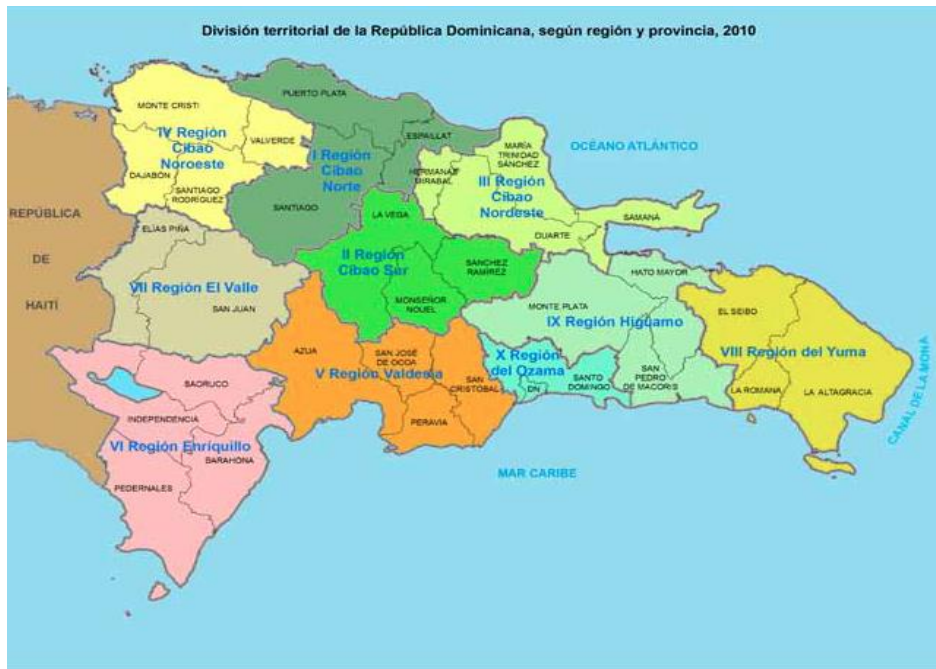 División territorial de la República Dominicana, según región y provincia, 2010
PUERTO PLATA
MONTE CRISTI
IV Región
Cibao
Noroeste
VALVERDE
ESPAILLAT
I Región
Cibao
Norte
MARÍA
TRINIDAD
SÁNCHEZ
OCÉANO ATLÁNTICO
DAJABÓN
SANTIAGO
RODRÍGUEZ
HERMANAS
MIRABAL
III Región
Cibao
Nordeste
SANTIAGO
LA VEGA
SAMANÁ
REPÚBLICA
DE
HAITÍ
ELÍAS PIÑA
DUARTE
II Región
Cibao Sur
SÁNCHEZ
RAMÍREZ
HATO MAYOR
VII Región El Valle
SAN JUAN
MONSEÑOR
NOUEL
MONTE PLATA
IX Región Higuamo
EL SEIBO
AZUA
SAN JOSÉ
DE OCOA
X Región
del Ozama
VIII Región del Yuma
V Región Valdesia
SAN
CRISTOBAL
DN
SANTO
DOMINGO
SAN
PEDRO
DE MACORIS
LA ROMANA
LA ALTAGRACIA
CANAL DE LA MONA
BAORUCO
INDEPENDENCIA
PERAVIA
VI Región Enriquillo
BARAHONA
PEDERNALES
MAR CARIBE